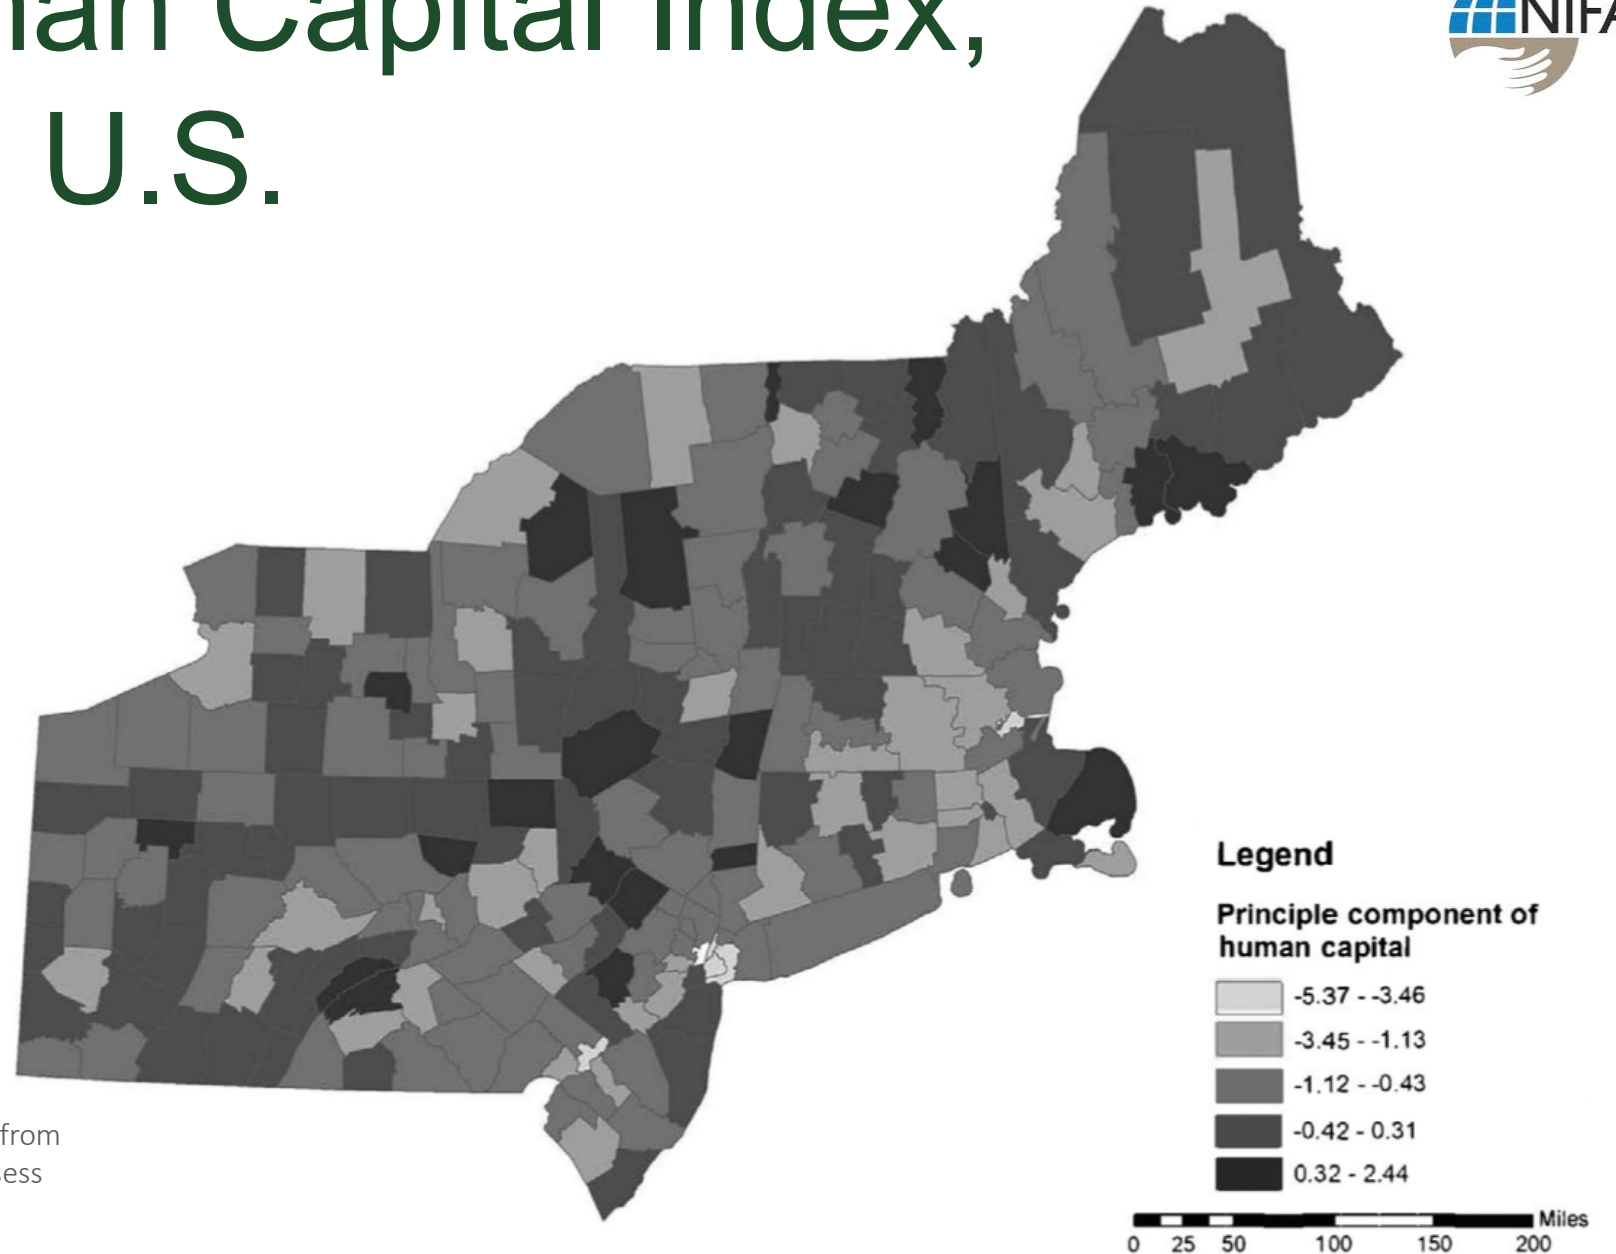 an Capital Index,
U.S.
NIFA
Legend
Principle component of
human capital
-5.37 - -3.46
-3.45 - -1.13
-1.12 - -0.43
-0.42 - 0.31
0.32 - 2.44
Miles
0 25 50 100 150 200
from
ess